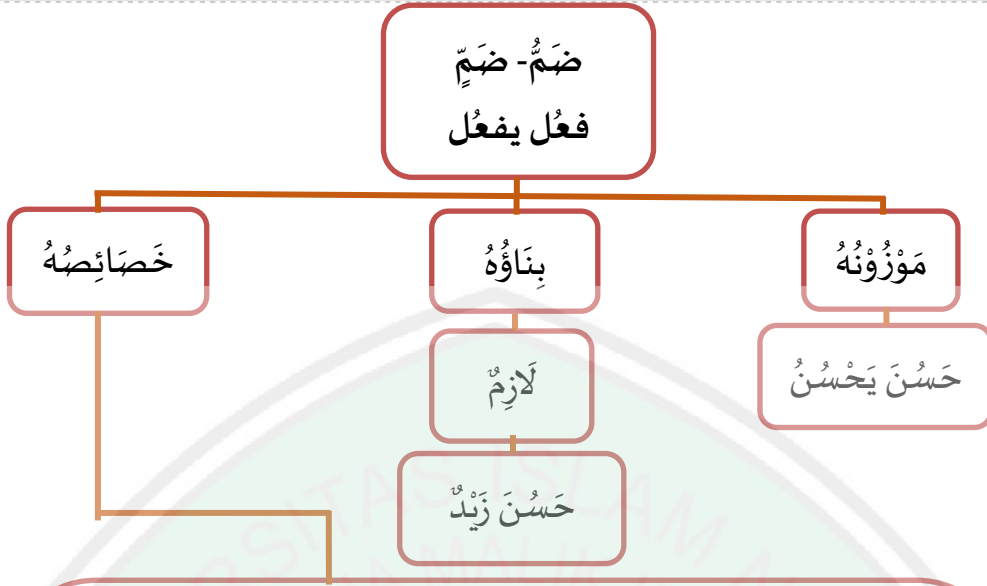 ضَمُّ- ضَمٍّ
فعُل يفعُل
مَوْزُوْنُهُ
بِنَاؤُهُ
خَصَائِصُهُ
حَسُنَ يَحْسُنُ
لَازِمٌ
حَسُنَ زَيْدٌ